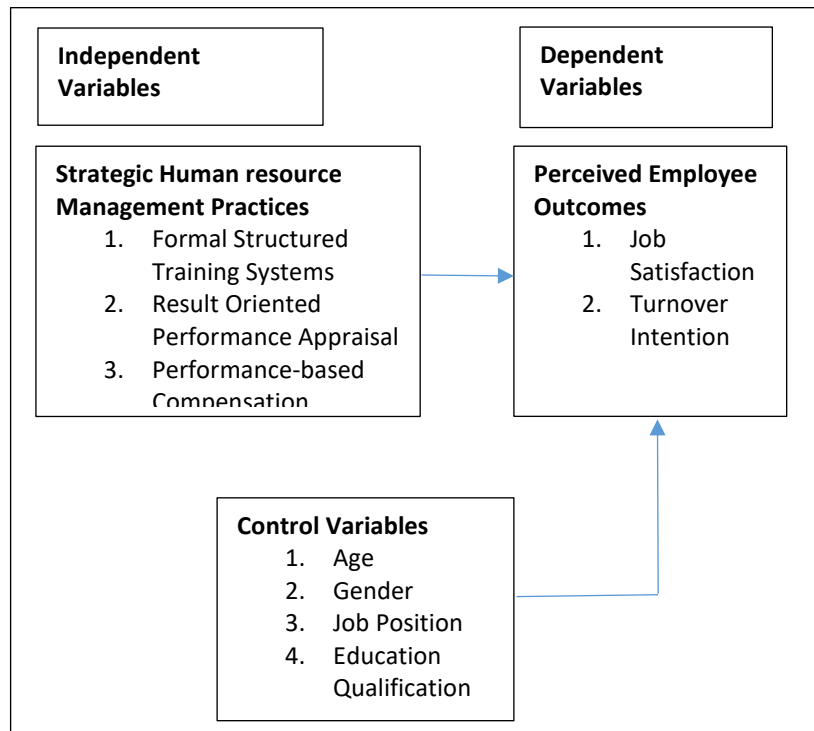 Independent
Variables
Dependent
Variables
Strategic Human resource
Management Practices
1. Formal Structured
Training Systems
2. Result Oriented
Performance Appraisal
3. Performance-based
Compensation
Perceived Employee
Outcomes
1. Job
Satisfaction
2. Turnover
Intention
Control Variables
1. Age
2. Gender
3. Job Position
4. Education
Qualification